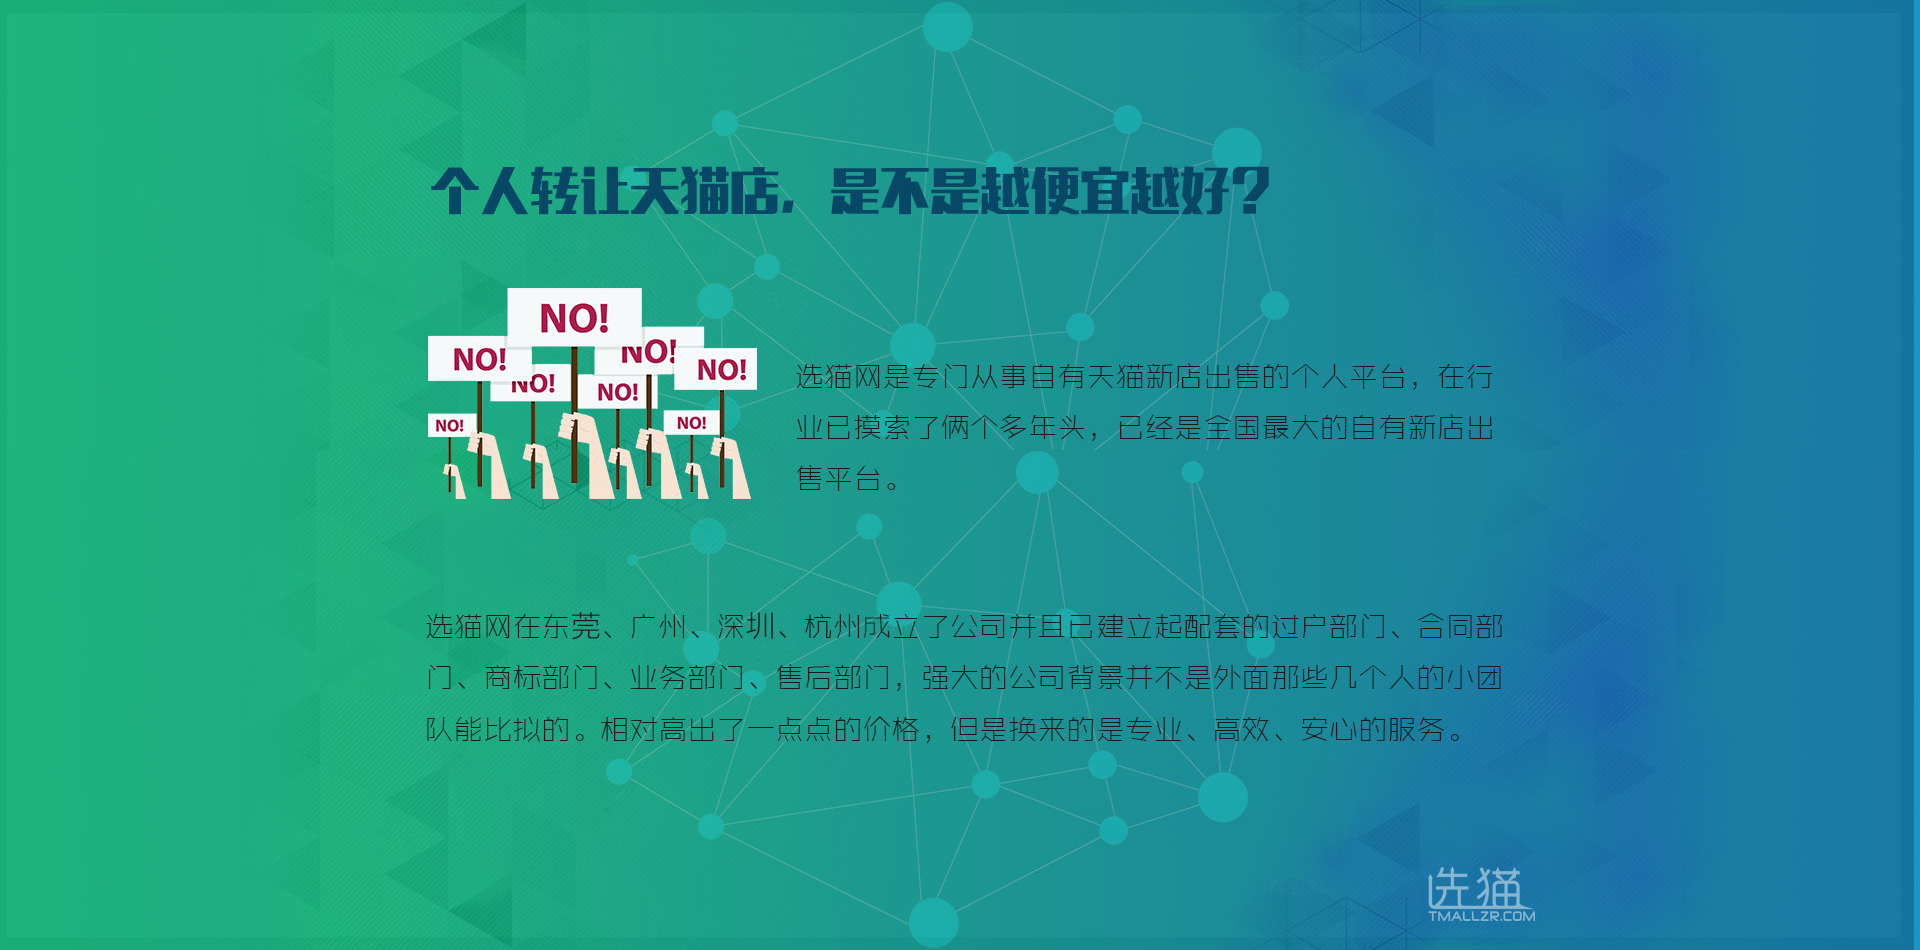 个人转让天猫店，是不是越便宜越好？
NO!
NO!
NO!
NO!
NO!
NO!
NO!
NO!
选猫网是专门从事自有天猫新店出售的个人平台，在行
业已摸索了俩个多年头，已经是全国最大的自有新店出
售平台。
选猫网在东莞、广州、深圳、杭州成立了公司并且已建立起配套的过户部门、合同部
门、商标部门、业务部门、售后部门，强大的公司背景并不是外面那些几个人的小团
队能比拟的。相对高出了一点点的价格，但是换来的是专业、高效、安心的服务。
选猫
TMALLZR.COM